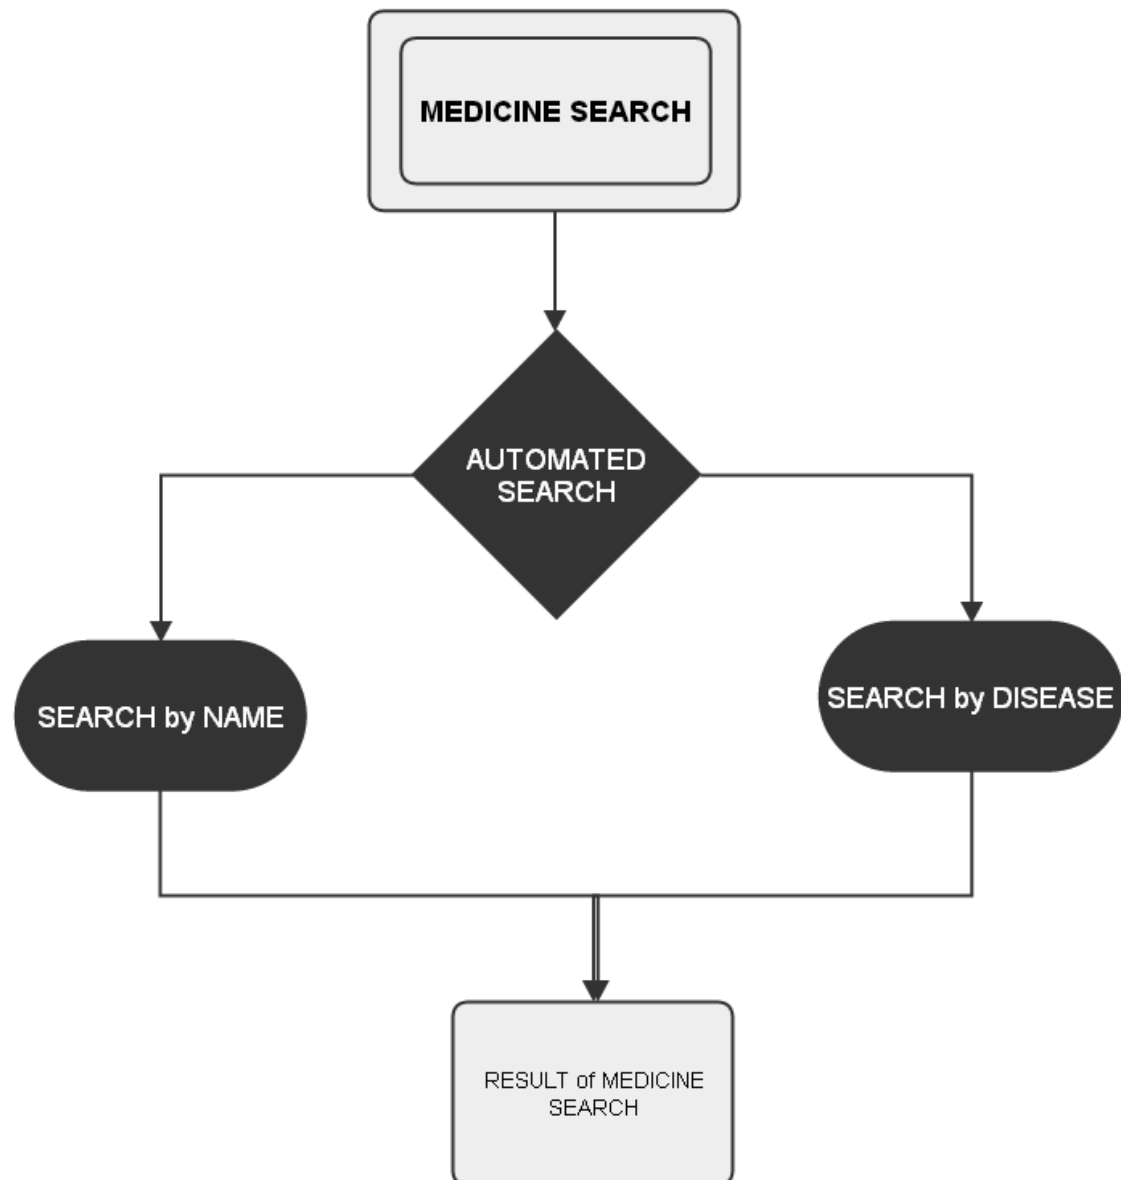 MEDICINE SEARCH
AUTOMATED
SEARCH
SEARCH by NAME
SEARCH by DISEASE
RESULT of MEDICINE
SEARCH